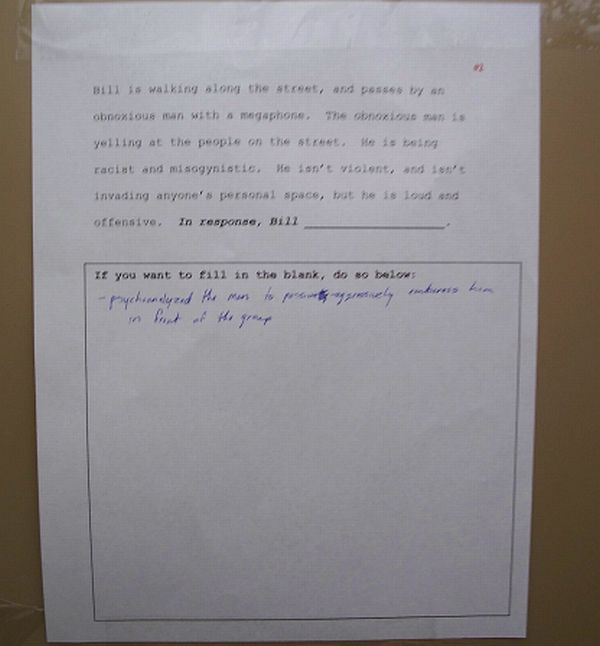 #2
Bill is walking along the street, and passes by an
obnoxious man with a megaphone. The obnoxious man is
yelling at the people on the street. He is being
racist and misogynistic. He isn't violent, and isn't
invading anyone's personal space, but he is loud and
offensive. In response, Bill ____________________.
If you want to fill in the blank, do so below:
- psychoanalyzed the man to aggressively embarrass him
in front of the group